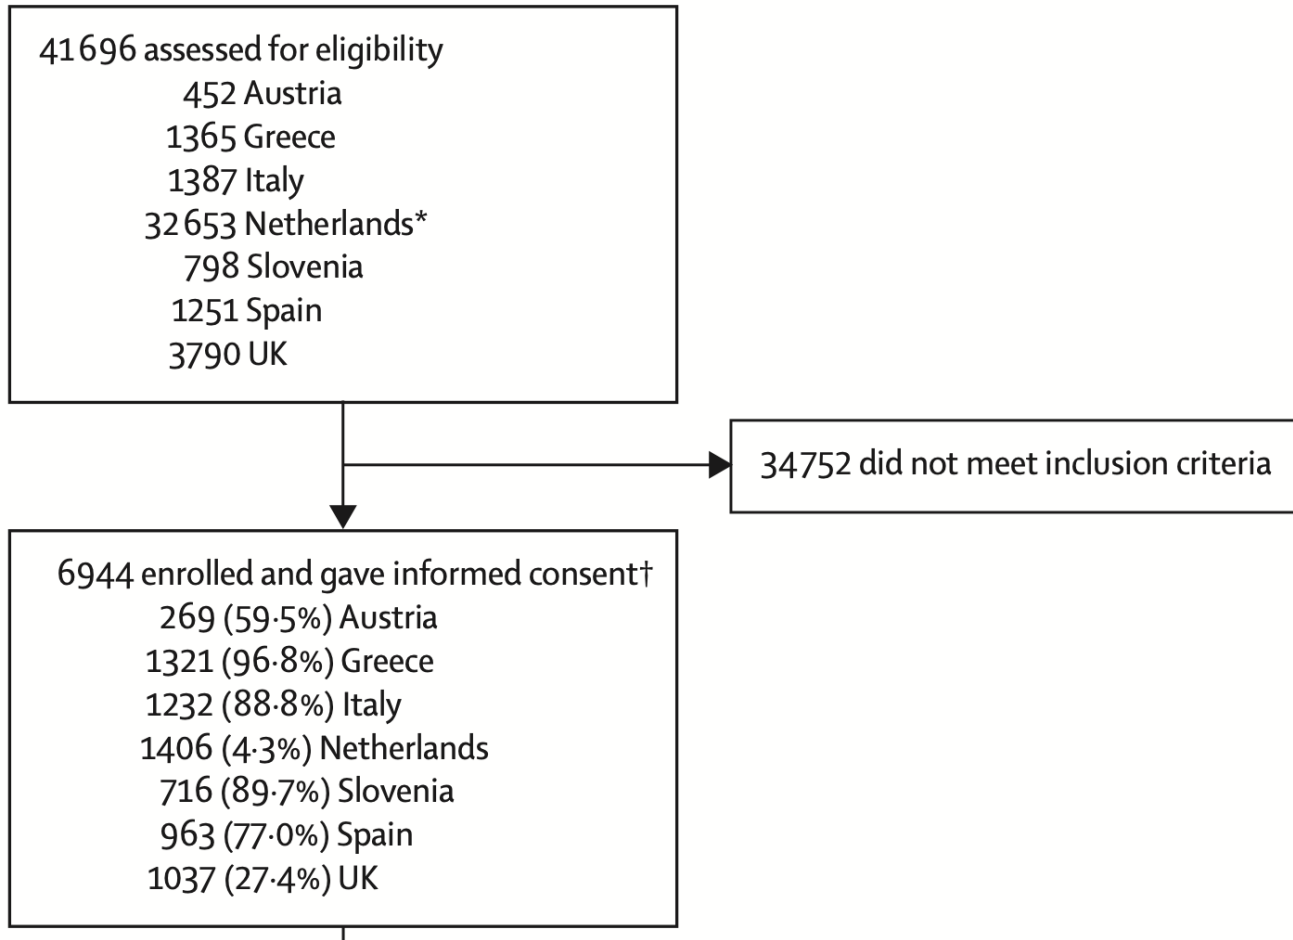 41696 assessed for eligibility
452 Austria
1365 Greece
1387 Italy
32653 Netherlands*
798 Slovenia
1251 Spain
3790 UK
34752 did not meet inclusion criteria
6944 enrolled and gave informed consent†
269 (59·5%) Austria
1321 (96·8%) Greece
1232 (88·8%) Italy
1406 (4·3%) Netherlands
716 (89·7%) Slovenia
963 (77·0%) Spain
1037 (27·4%) UK